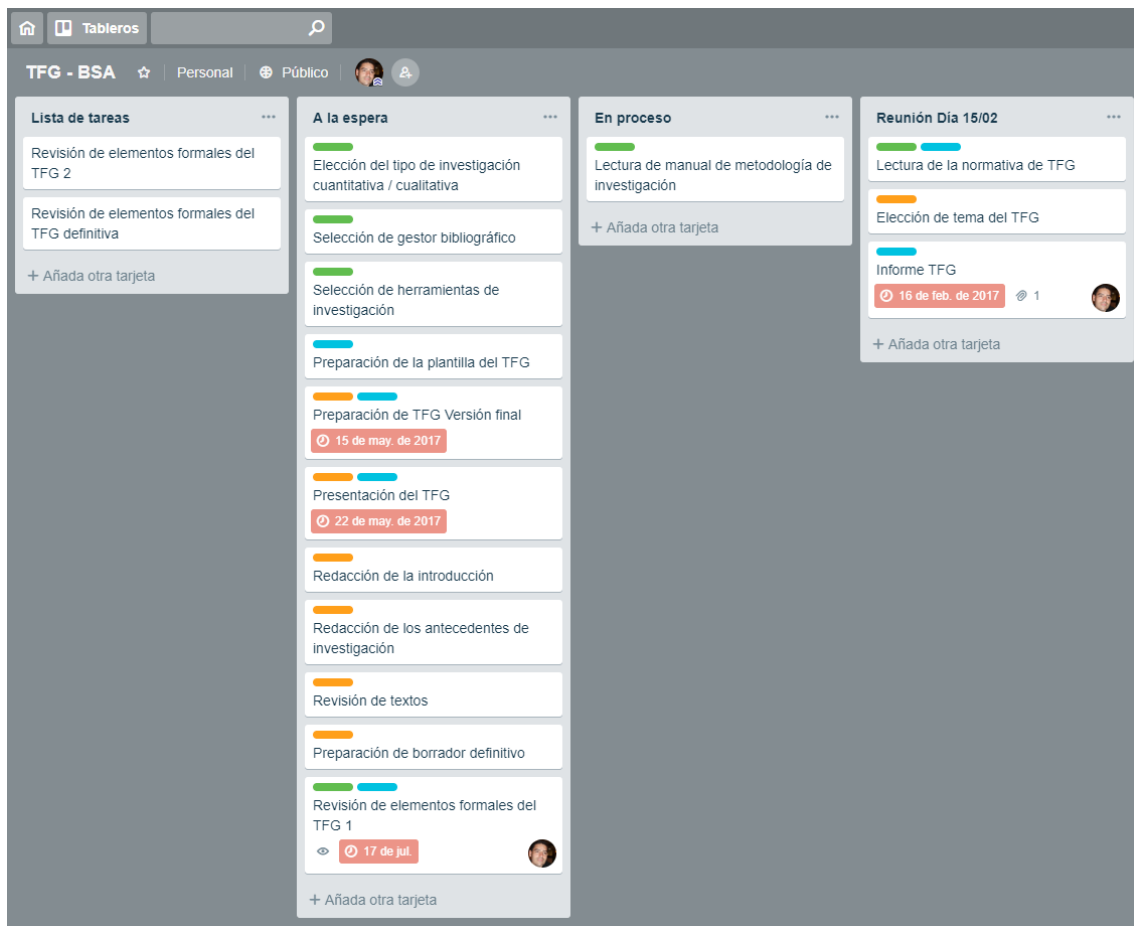 Tableros
TFG - BSA
Personal
Público
Lista de tareas
Revisión de elementos formales del
TFG 2
Revisión de elementos formales del
TFG definitiva
+ Añada otra tarjeta
A la espera
Elección del tipo de investigación
cuantitativa / cualitativa
Selección de gestor bibliográfico
Selección de herramientas de
investigación
Preparación de la plantilla del TFG
Preparación de TFG Versión final
15 de may. de 2017
Presentación del TFG
22 de may. de 2017
Redacción de la introducción
Redacción de los antecedentes de
investigación
Revisión de textos
Preparación de borrador definitivo
Revisión de elementos formales del
TFG 1
17 de jul.
+ Añada otra tarjeta
En proceso
Lectura de manual de metodología de
investigación
+ Añada otra tarjeta
Reunión Día 15/02
Lectura de la normativa de TFG
Elección de tema del TFG
Informe TFG
16 de feb. de 2017 1
+ Añada otra tarjeta